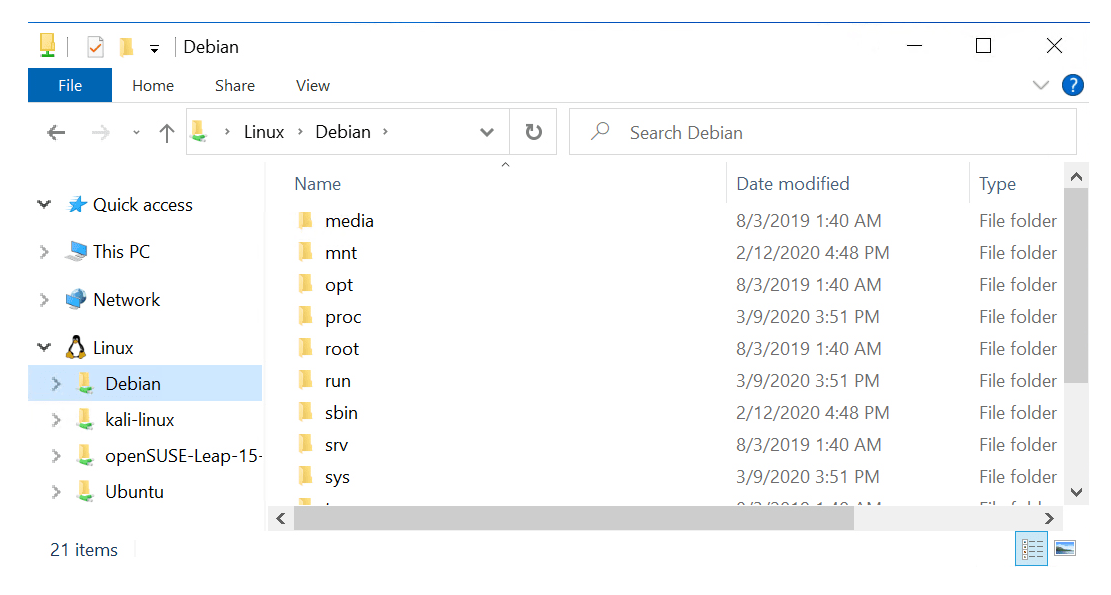 Debian
File Home Share View ?
Linux Debian Search Debian
Name Date modified Type
Quick access
This PC
Network
Linux
Debian
kali-linux
openSUSE-Leap-15-
Ubuntu
media 8/3/2019 1:40 AM File folder
mnt 2/12/2020 4:48 PM File folder
opt 8/3/2019 1:40 AM File folder
proc 3/9/2020 3:51 PM File folder
root 8/3/2019 1:40 AM File folder
run 3/9/2020 3:51 PM File folder
sbin 2/12/2020 4:48 PM File folder
srv 8/3/2019 1:40 AM File folder
sys 3/9/2020 3:51 PM File folder
21 items